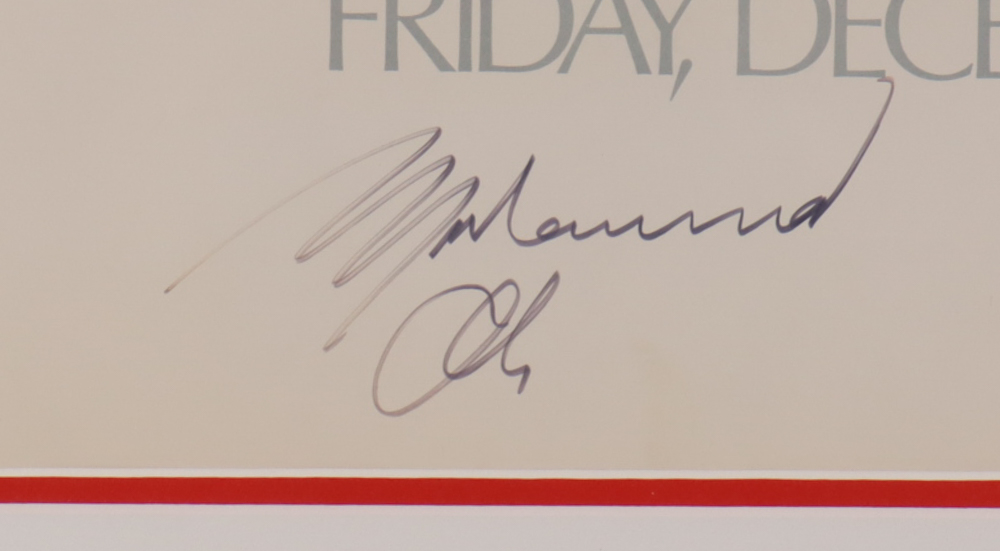 FRIDAY, DECE
Muhammad
Ali